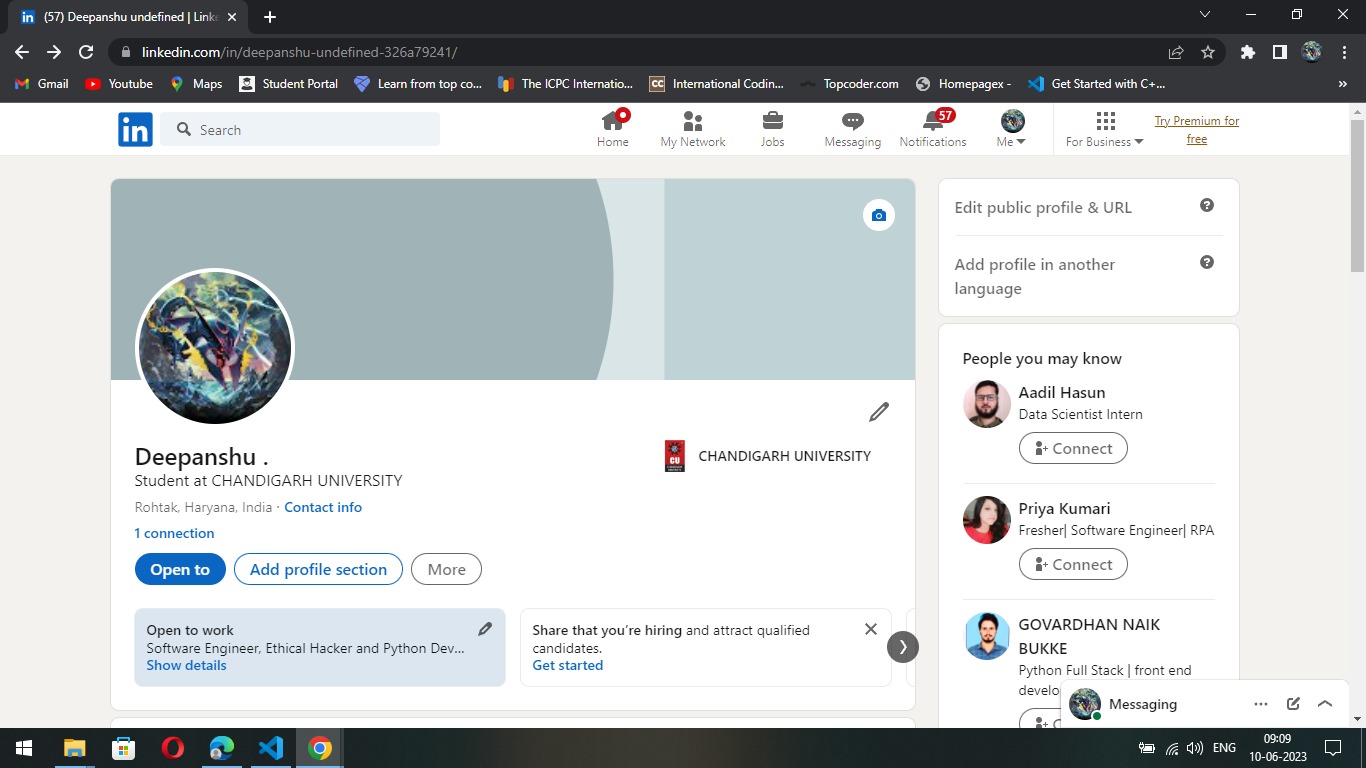 (57) Deepanshu undefined | Linke
linkedin.com/in/deepanshu-undefined-326a79241/
Gmail
Youtube
Maps
Student Portal
Learn from top co...
The ICPC Internatio...
CC
International Codin...
Topcoder.com
Homepagex -
Get Started with C+...
»
in
Search
Home
My Network
Jobs
Messaging
57
Notifications
Me
For Business
Try Premium for
free
Edit public profile & URL
Add profile in another
language
People you may know
Aadil Hasun
Data Scientist Intern
Connect
Priya Kumari
Fresher| Software Engineer| RPA
Connect
GOVARDHAN NAIK
BUKKE
Python Full Stack | front end
develo
C
Deepanshu .
Student at CHANDIGARH UNIVERSITY
CU
CHANDIGARH UNIVERSITY
Rohtak, Haryana, India · Contact info
1 connection
Open to
Add profile section
More
Open to work
Software Engineer, Ethical Hacker and Python Dev...
Show details
Share that you’re hiring and attract qualified
candidates.
Get started
Messaging
ENG
09:09
10-06-2023